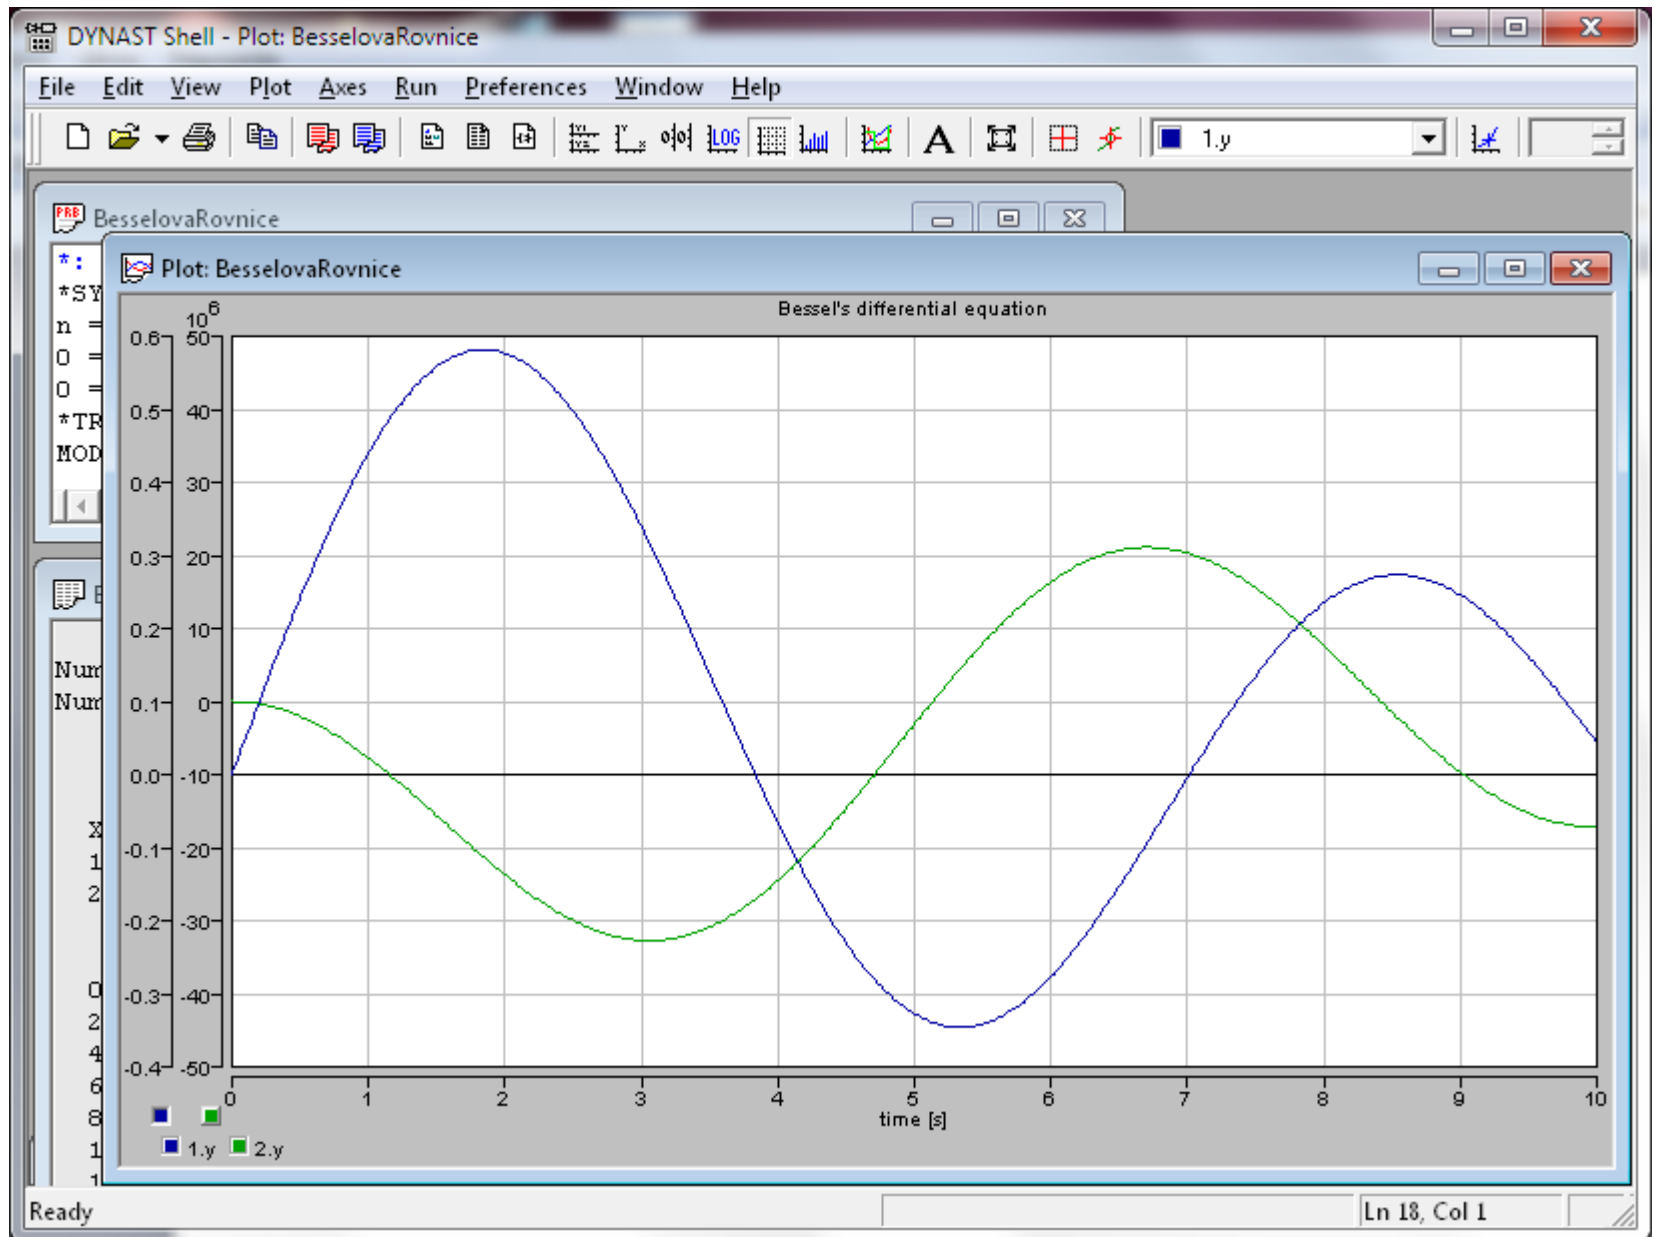 DYNAST Shell - Plot: BesselovaRovnice
File Edit View Plot Axes Run Preferences Window Help
LOG A 1.y
PRB BesselovaRovnice
*:
*SY
n =
0 =
0 =
*TR
MOD
Plot: BesselovaRovnice
Bessel's differential equation
10^6
0.6 50
0.5 40
0.4 30
0.3 20
0.2 10
0.1 0
0.0 -10
-0.1 -20
-0.2 -30
-0.3 -40
-0.4 -50
0 1 2 3 4 5 6 7 8 9 10
time [s]
1.y 2.y
Num
Num
X
1
2
0
2
4
6
8
1
1
Ready
Ln 18, Col 1